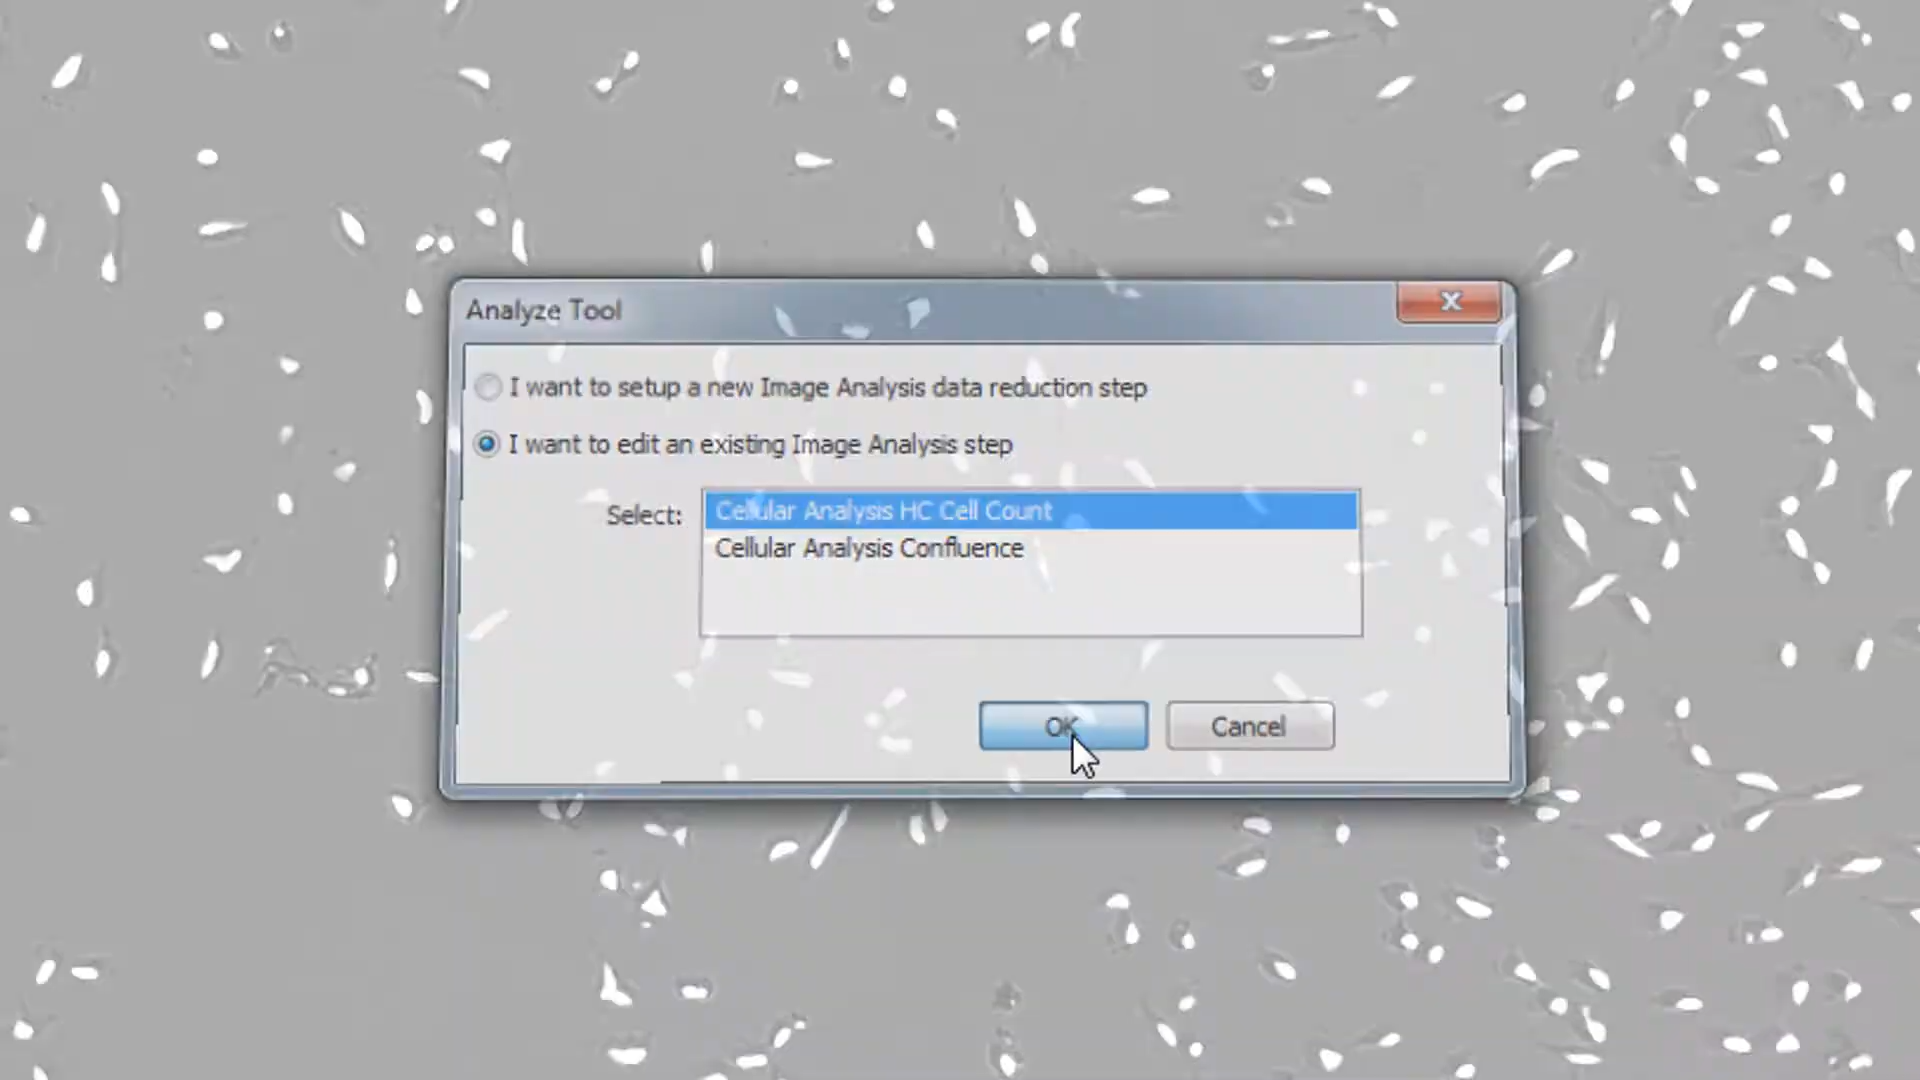 Analyze Tool
I want to setup a new Image Analysis data reduction step
I want to edit an existing Image Analysis step
Select:
Cellular Analysis HC Cell Count
Cellular Analysis Confluence
OK
Cancel